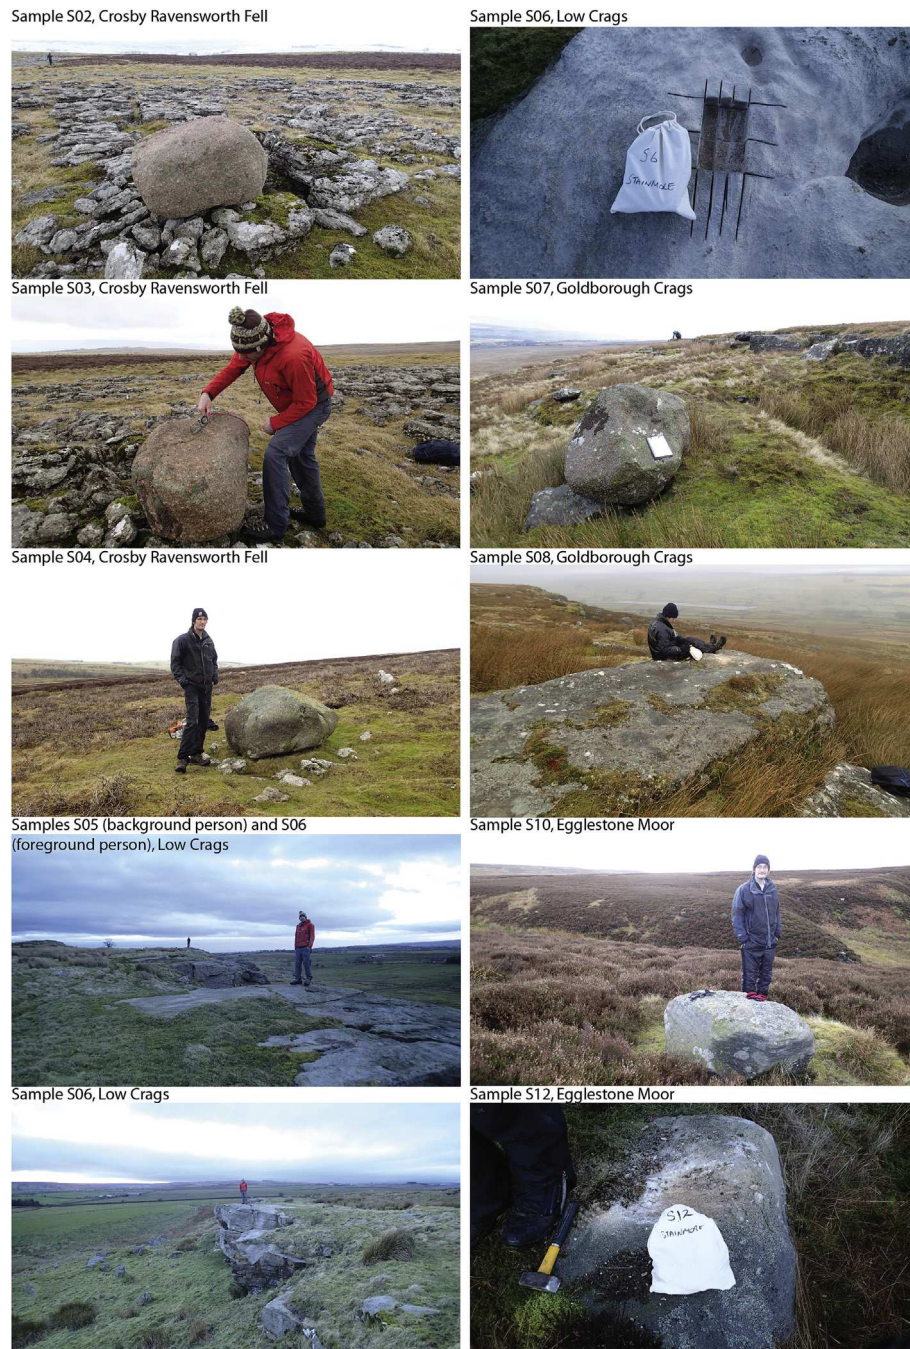 Sample S02, Crosby Ravensworth Fell
Sample S06, Low Crags
S6
STAINMORE
Sample S03, Crosby Ravensworth Fell
Sample S07, Goldborough Crags
Sample S04, Crosby Ravensworth Fell
Sample S08, Goldborough Crags
Samples S05 (background person) and S06
(foreground person), Low Crags
Sample S10, Egglestone Moor
Sample S06, Low Crags
Sample S12, Egglestone Moor
S12
STAINMORE